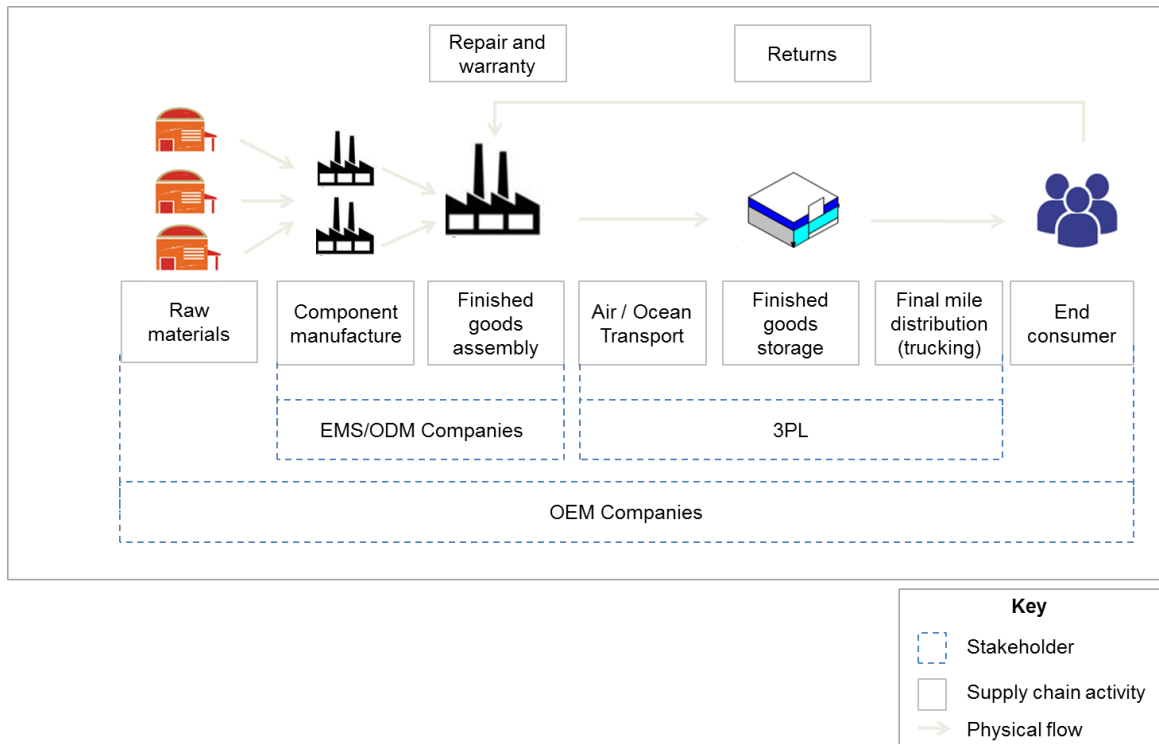 Repair and
warranty
Returns
Raw
materials
Component
manufacture
Finished
goods
assembly
Air / Ocean
Transport
Finished
goods
storage
Final mile
distribution
(trucking)
End
consumer
EMS/ODM Companies
3PL
OEM Companies
Key
Stakeholder
Supply chain activity
Physical flow